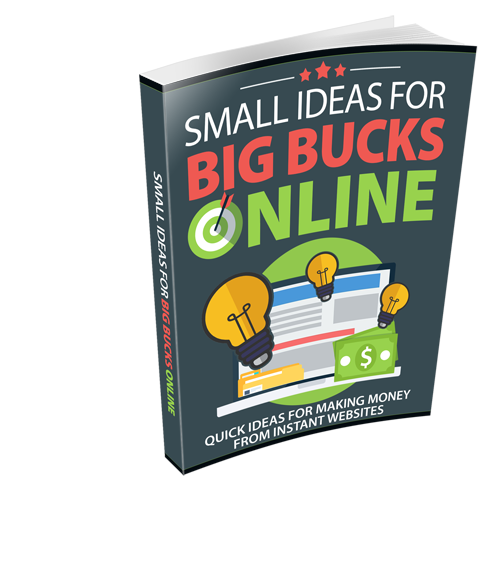 SMALL IDEAS FOR
BIG BUCKS
ONLINE
$
QUICK IDEAS FOR MAKING MONEY
FROM INSTANT WEBSITES
SMALL IDEAS FOR BIG BUCKS ONLINE